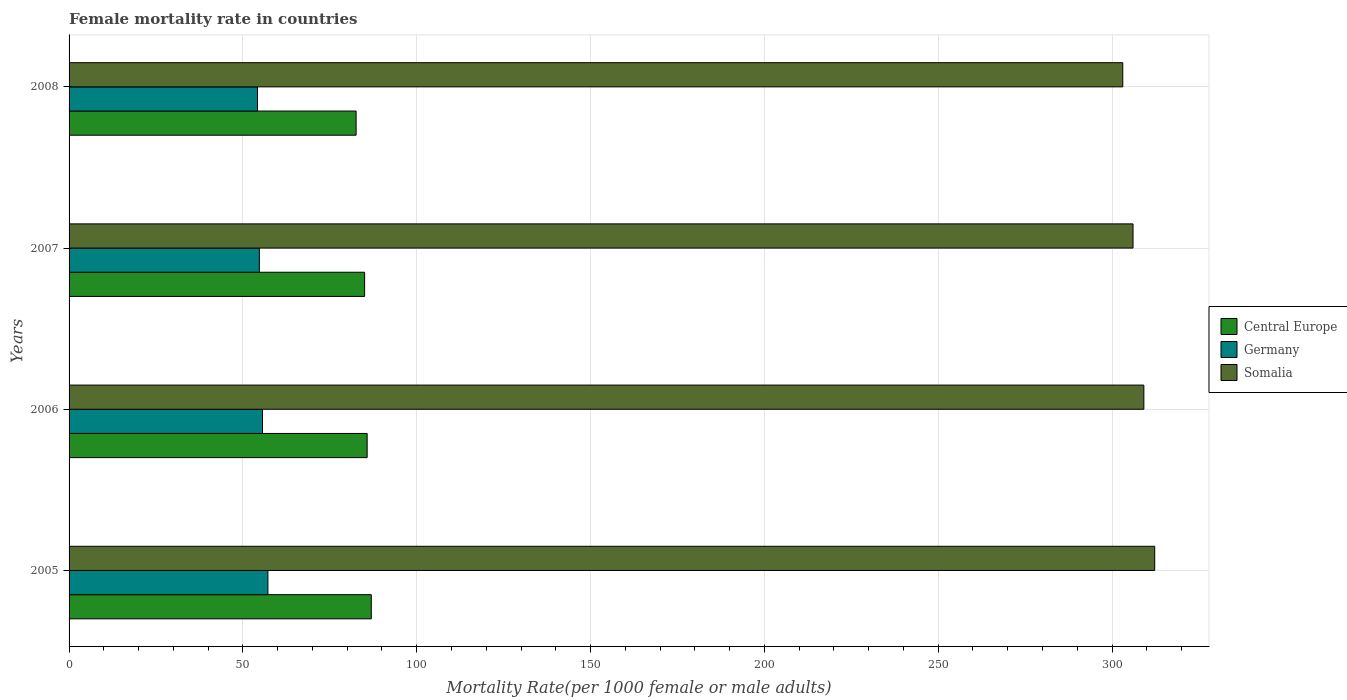 Female mortality rate in countries
2008
2007
2006
2005
Years
0
50
100
150
200
250
300
Mortality Rate(per 1000 female or male adults)
Central Europe
Germany
Somalia